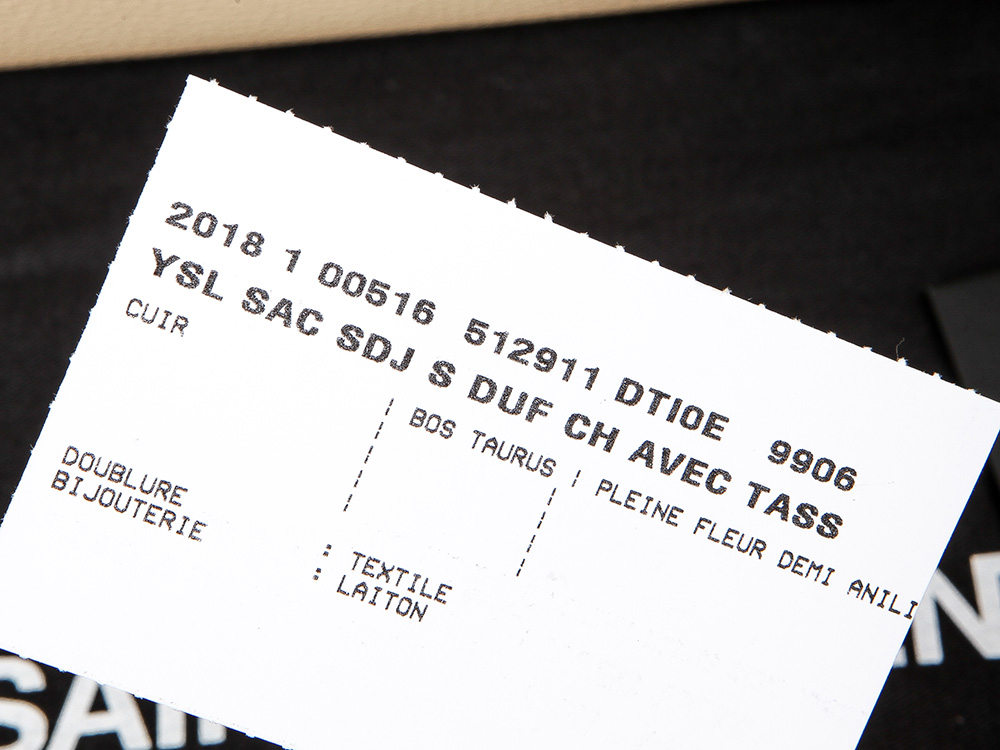 2018 1 00516 512911 DTI0E 9906
YSL SAC SDJ S DUF CH AVEC TASS
CUIR BOS TAURUS PLEINE FLEUR DEMI ANILI
DOUBLURE : TEXTILE
BIJOUTERIE : LAITON